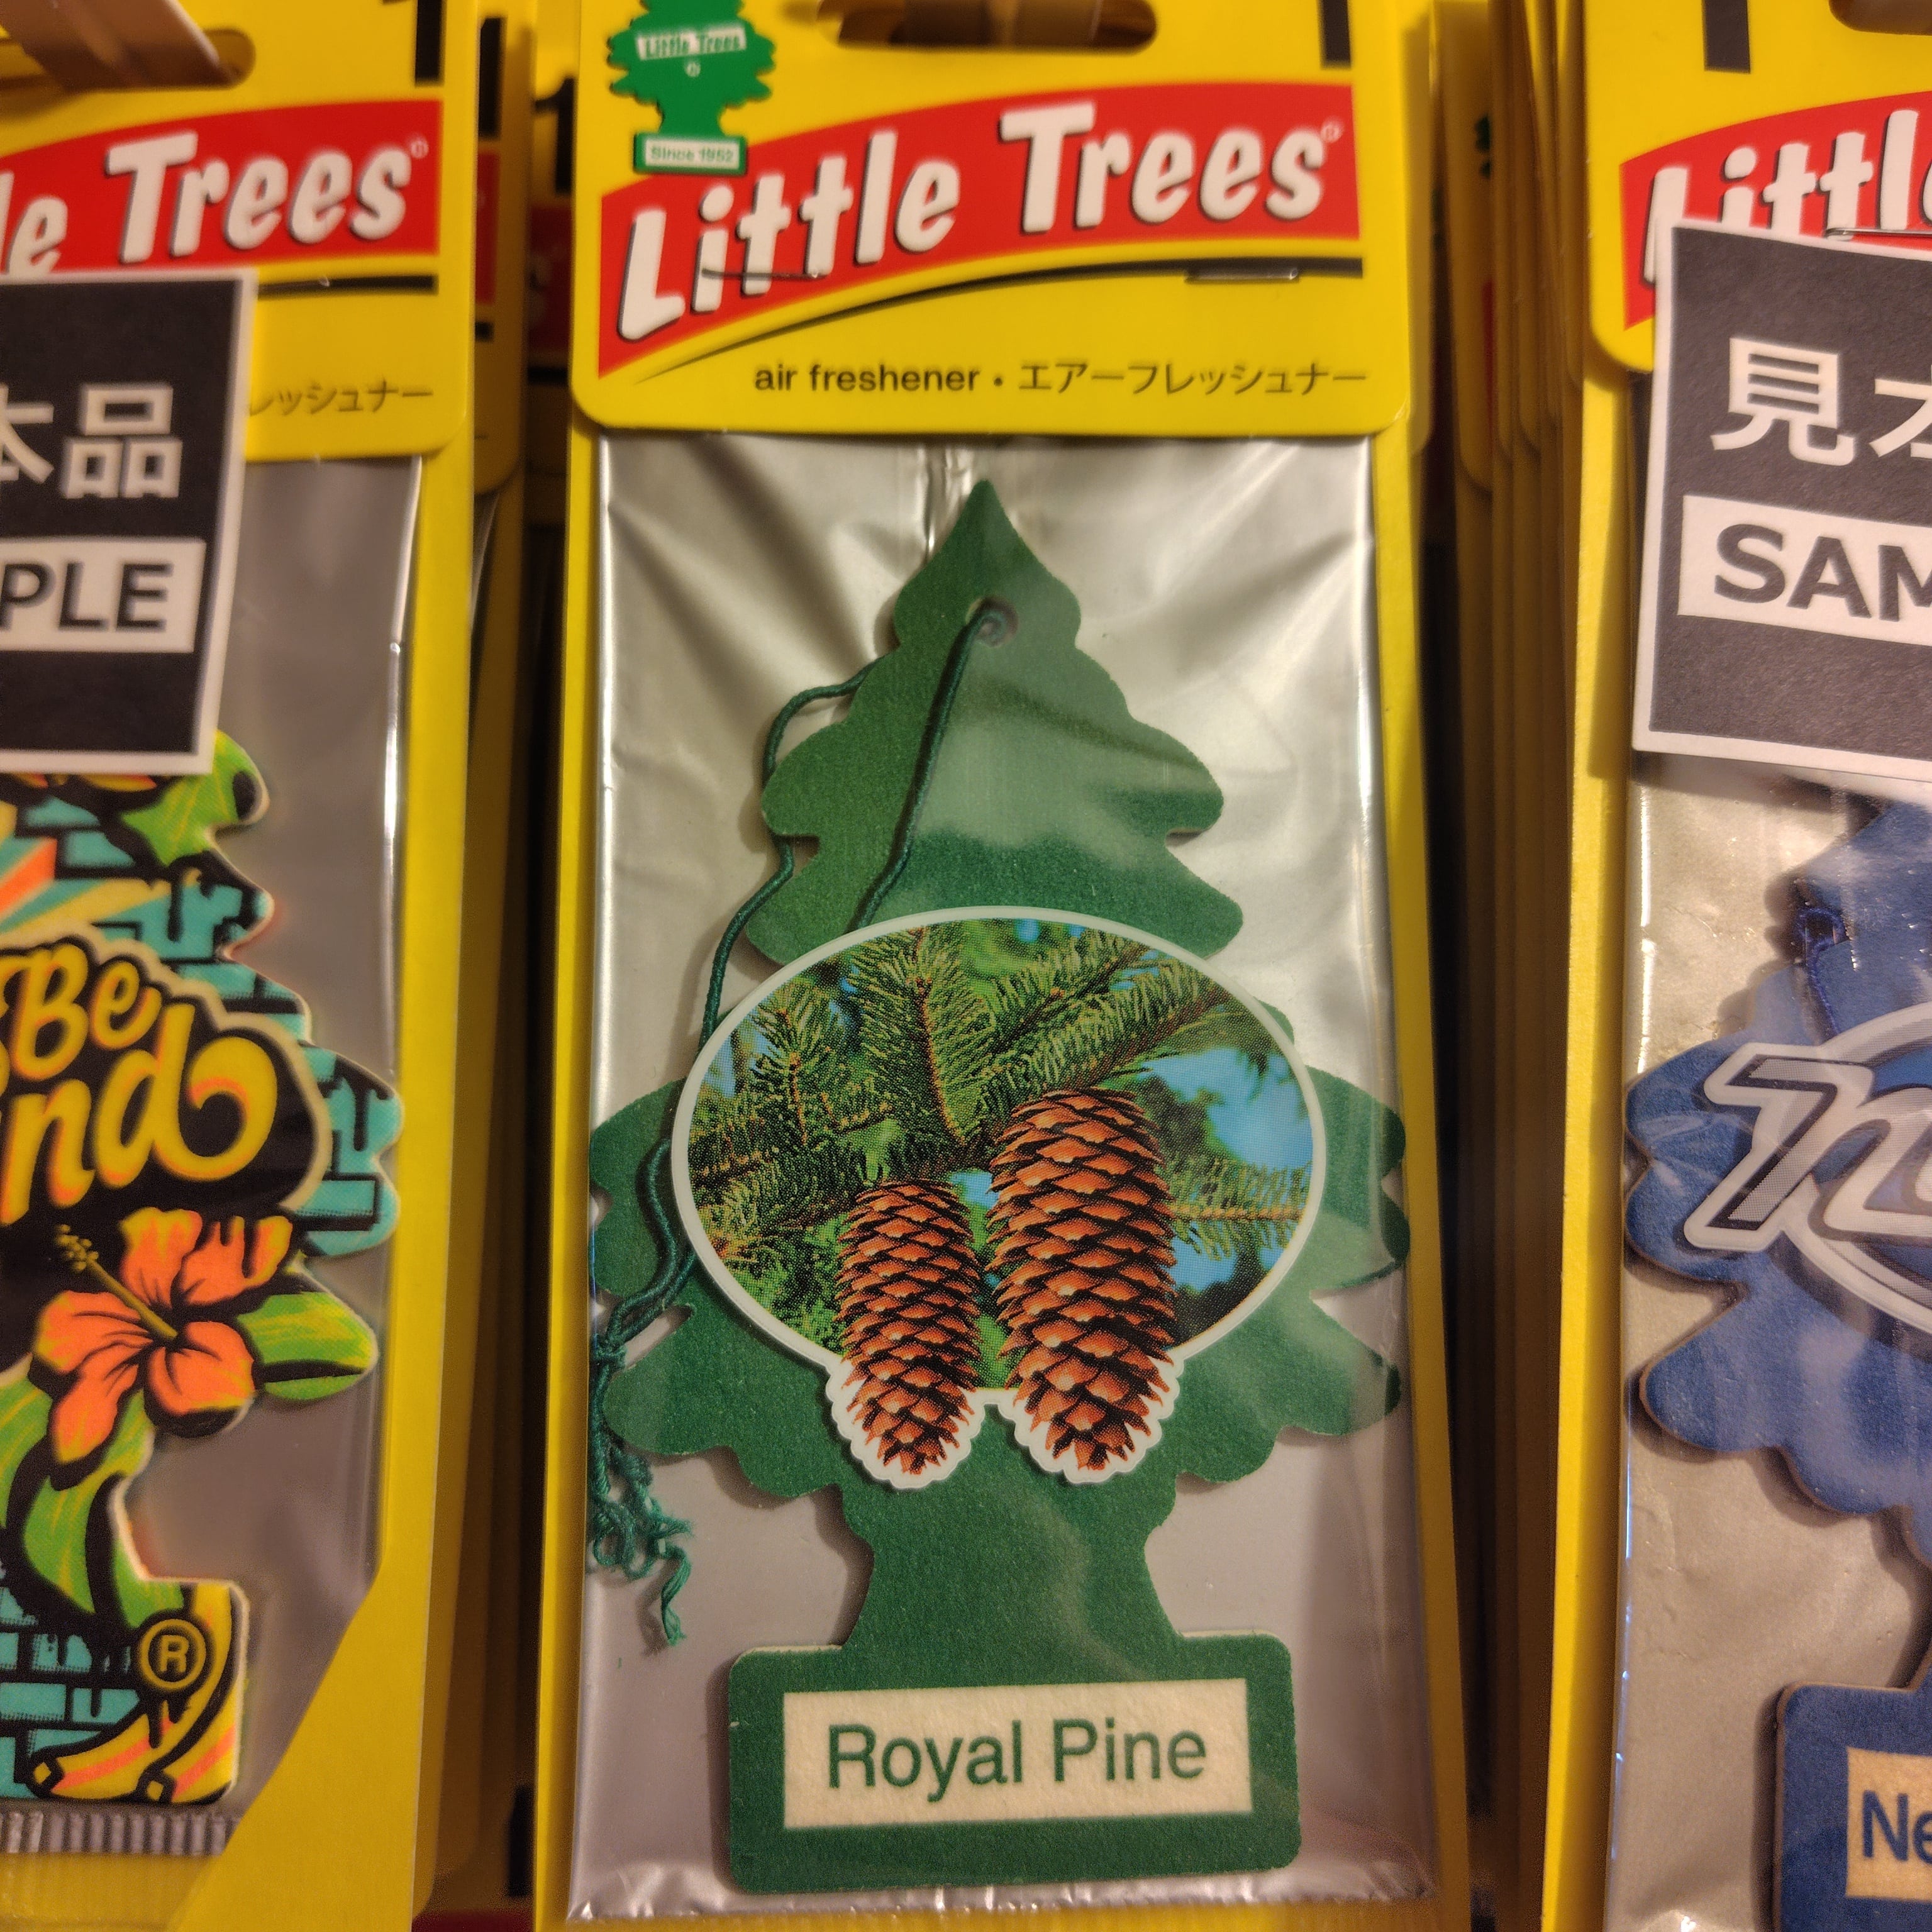 le Trees®
レッシュナー
本品
PLE
Be
nd
®
Little Trees
Since 1952
Little Trees®
air freshener • エアーフレッシュナー
Royal Pine
Little
見本
SAM
Ne